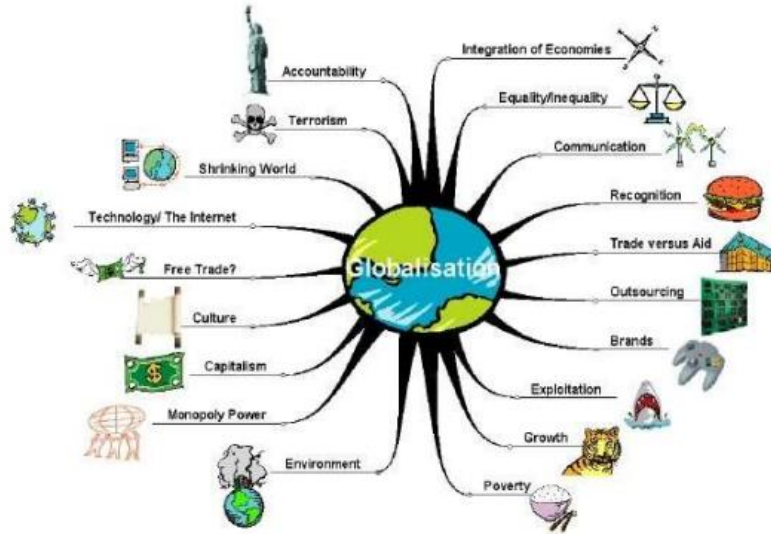 Globalisation
Integration of Economies
Equality/Inequality
Communication
Recognition
Trade versus Aid
Outsourcing
Brands
Exploitation
Growth
Poverty
Environment
Monopoly Power
Capitalism
Culture
Free Trade?
Technology/ The Internet
Shrinking World
Terrorism
Accountability